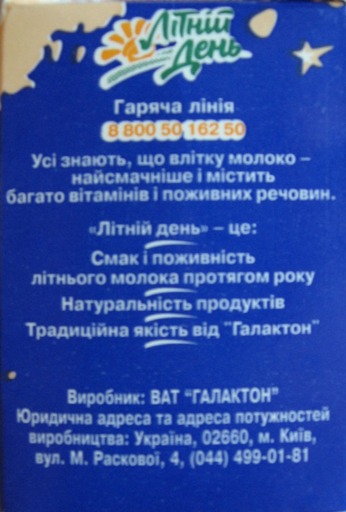 Літній
День
Гаряча лінія
8 800 50 162 50
Усі знають, що влітку молоко –
найсмачніше і містить
багато вітамінів і поживних речовин.
«Літній день» – це:
Смак і поживність
літнього молока протягом року
Натуральність продуктів
Традиційна якість від "Галактон"
Виробник: ВАТ "ГАЛАКТОН"
Юридична адреса та адреса потужностей
виробництва: Україна, 02660, м. Київ,
вул. М. Раскової, 4, (044) 499-01-81